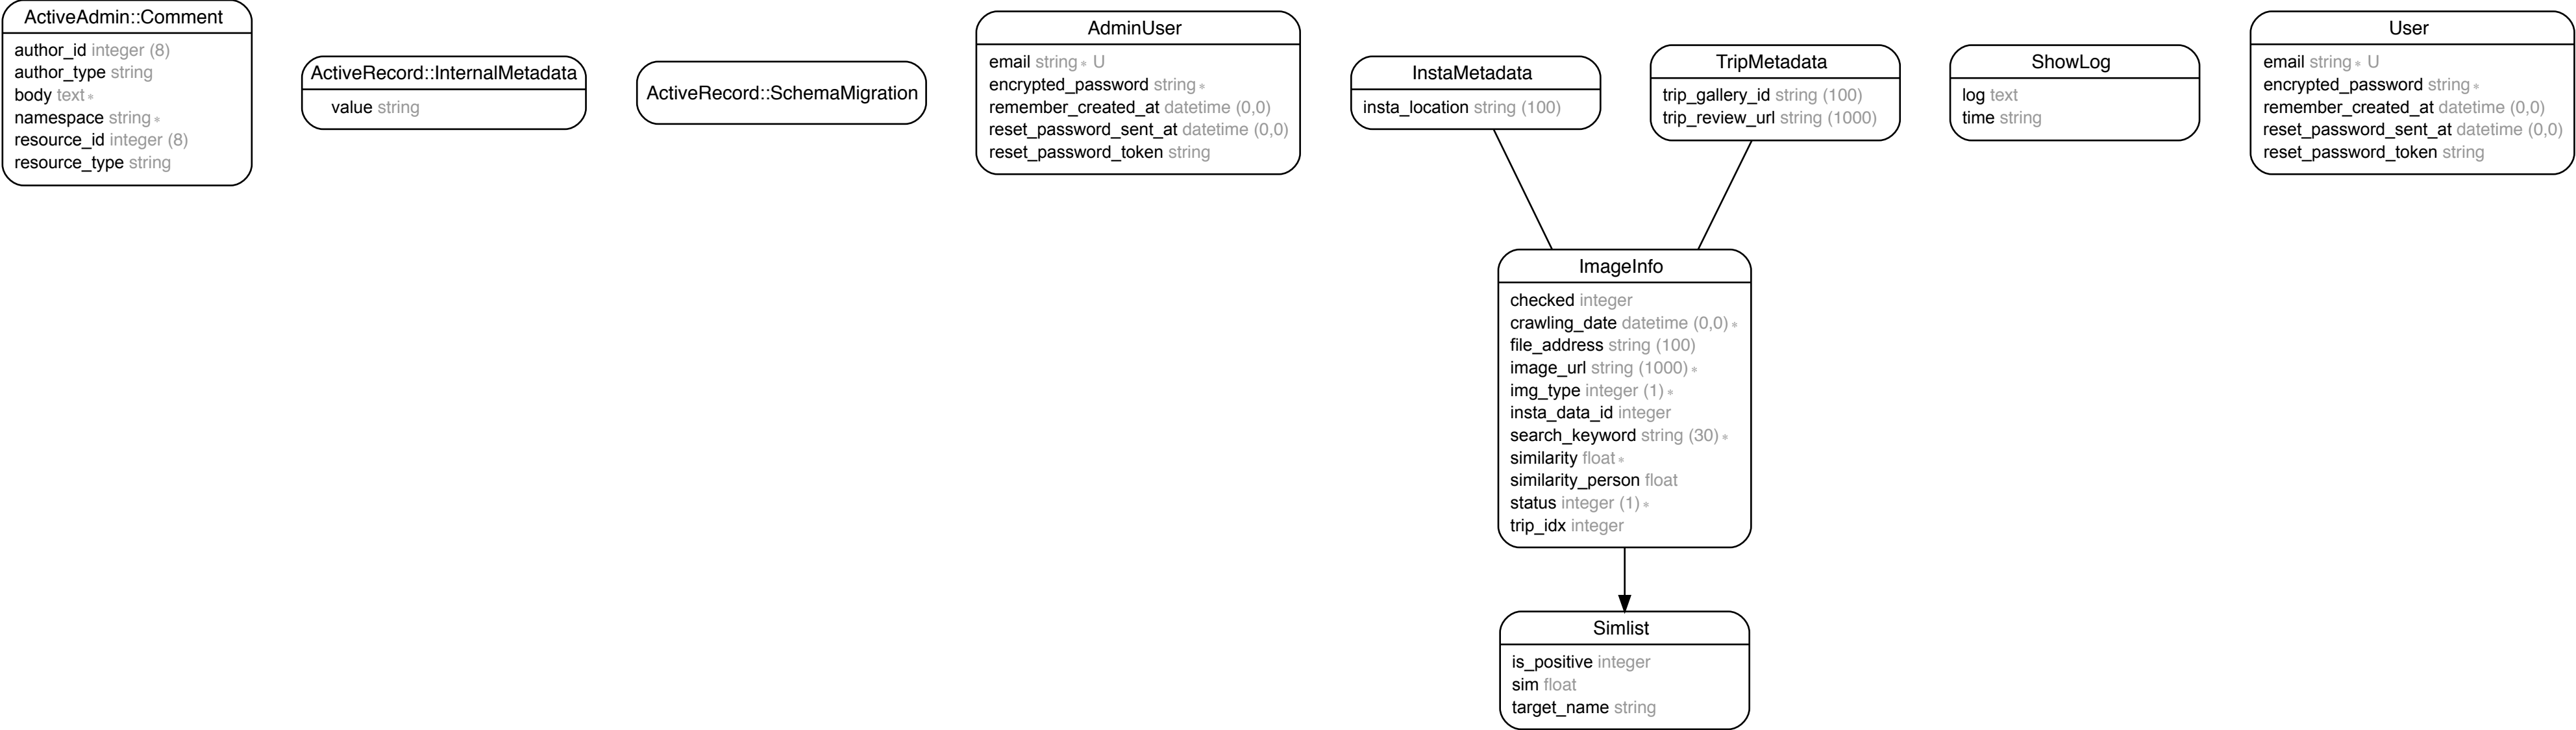 ActiveAdmin::Comment
author_id integer (8)
author_type string
body text *
namespace string *
resource_id integer (8)
resource_type string
ActiveRecord::InternalMetadata
value string
ActiveRecord::SchemaMigration
AdminUser
email string * U
encrypted_password string *
remember_created_at datetime (0,0)
reset_password_sent_at datetime (0,0)
reset_password_token string
InstaMetadata
insta_location string (100)
TripMetadata
trip_gallery_id string (100)
trip_review_url string (1000)
ShowLog
log text
time string
User
email string * U
encrypted_password string *
remember_created_at datetime (0,0)
reset_password_sent_at datetime (0,0)
reset_password_token string
ImageInfo
checked integer
crawling_date datetime (0,0) *
file_address string (100)
image_url string (1000) *
img_type integer (1) *
insta_data_id integer
search_keyword string (30) *
similarity float *
similarity_person float
status integer (1) *
trip_idx integer
Simlist
is_positive integer
sim float
target_name string